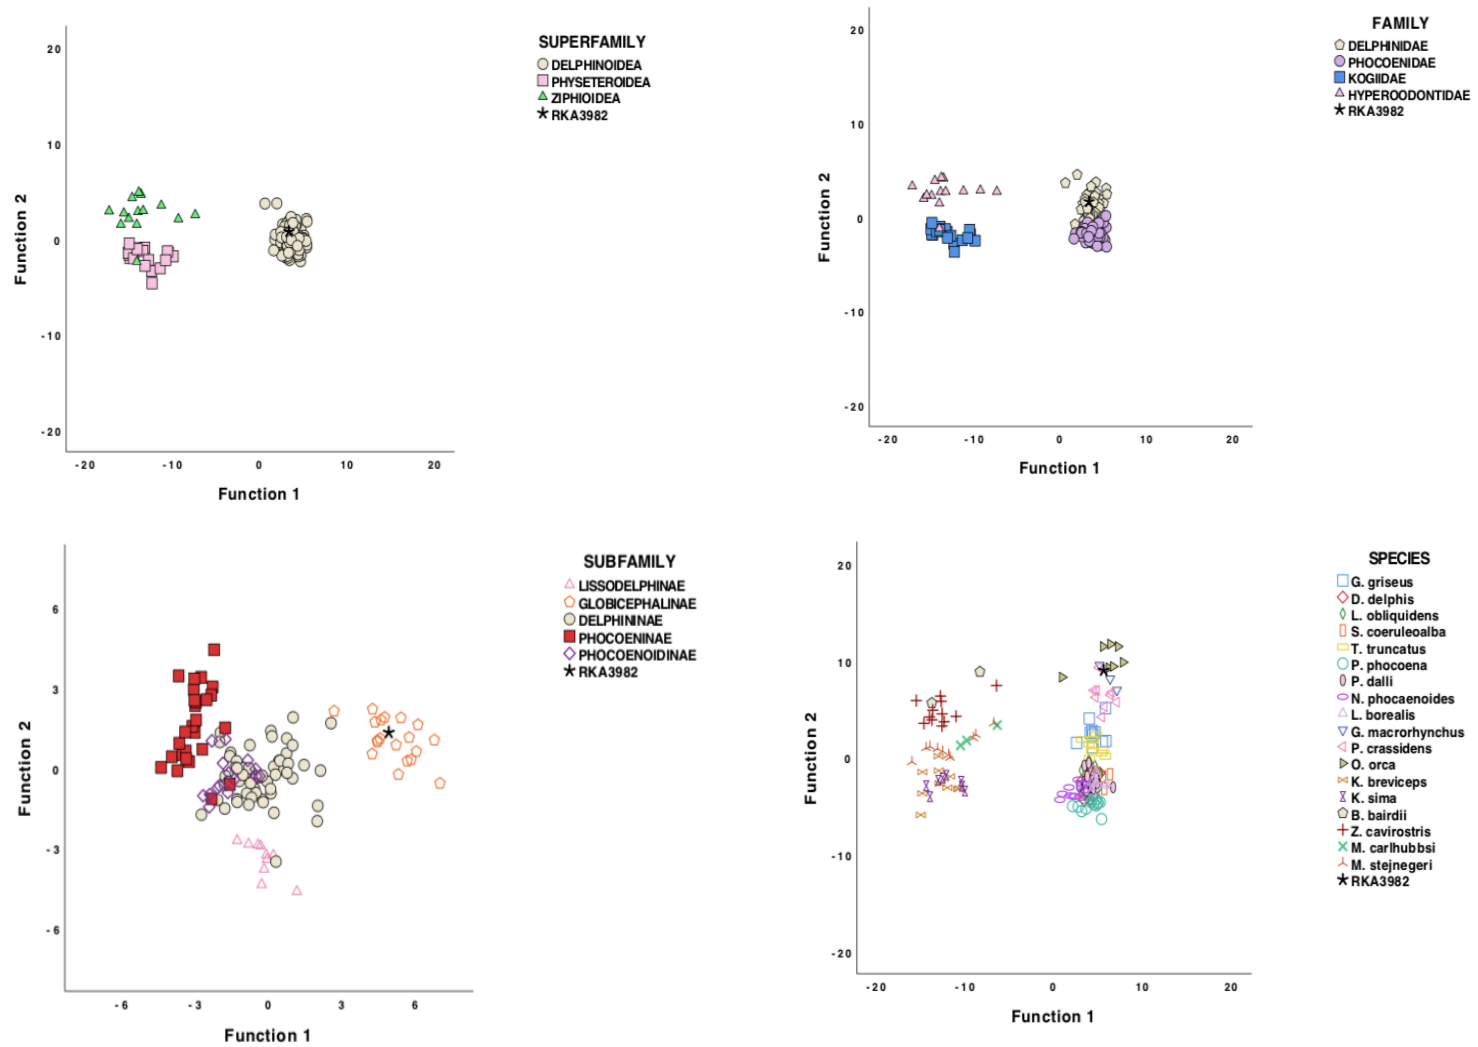 SUPERFAMILY
DELPHINOIDEA
PHYSETEROIDEA
ZIPHIOIDEA
RKA3982
20
10
0
-10
-20
Function 2
-20 -10 0 10 20
Function 1
FAMILY
DELPHINIDAE
PHOCOENIDAE
KOGIIDAE
HYPEROODONTIDAE
RKA3982
20
10
0
-10
-20
Function 2
-20 -10 0 10 20
Function 1
SUBFAMILY
LISSODELPHINAE
GLOBICEPHALINAE
DELPHININAE
PHOCOENINAE
PHOCOENOIDINAE
RKA3982
6
3
0
-3
-6
Function 2
-6 -3 0 3 6
Function 1
SPECIES
G. griseus
D. delphis
L. obliquidens
S. coeruleoalba
T. truncatus
P. phocoena
P. dalli
N. phocaenoides
L. borealis
G. macrorhynchus
P. crassidens
O. orca
K. breviceps
K. sima
B. bairdii
Z. cavirostris
M. carlhubbsi
M. stejnegeri
RKA3982
20
10
0
-10
-20
Function 2
-20 -10 0 10 20
Function 1